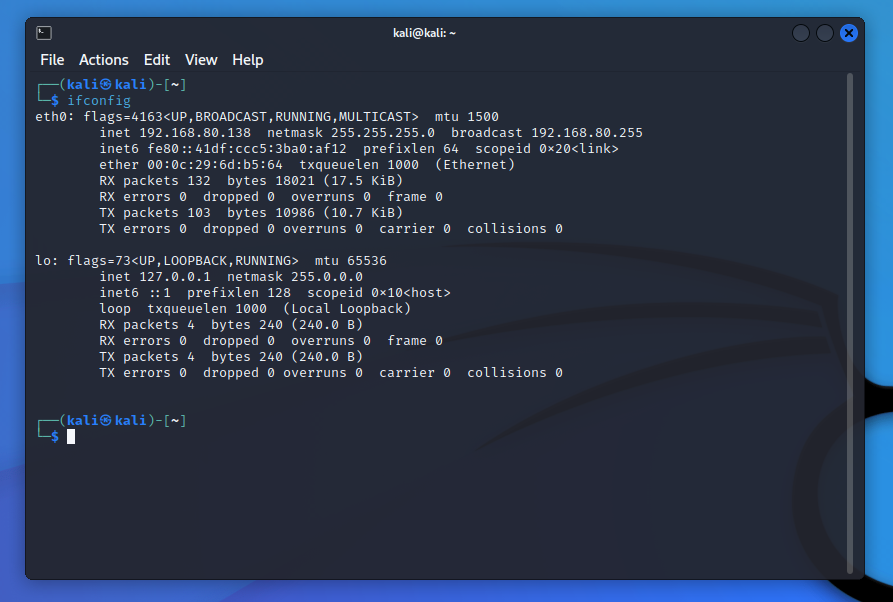 kali@kali: ~
File Actions Edit View Help
┌──(kali㉿kali)-[~]
└─$ ifconfig
eth0: flags=4163<UP,BROADCAST,RUNNING,MULTICAST>  mtu 1500
        inet 192.168.80.138  netmask 255.255.255.0  broadcast 192.168.80.255
        inet6 fe80::41df:ccc5:3ba0:af12  prefixlen 64  scopeid 0×20<link>
        ether 00:0c:29:6d:b5:64  txqueuelen 1000  (Ethernet)
        RX packets 132  bytes 18021 (17.5 KiB)
        RX errors 0  dropped 0  overruns 0  frame 0
        TX packets 103  bytes 10986 (10.7 KiB)
        TX errors 0  dropped 0 overruns 0  carrier 0  collisions 0
lo: flags=73<UP,LOOPBACK,RUNNING>  mtu 65536
        inet 127.0.0.1  netmask 255.0.0.0
        inet6 ::1  prefixlen 128  scopeid 0×10<host>
        loop  txqueuelen 1000  (Local Loopback)
        RX packets 4  bytes 240 (240.0 B)
        RX errors 0  dropped 0  overruns 0  frame 0
        TX packets 4  bytes 240 (240.0 B)
        TX errors 0  dropped 0 overruns 0  carrier 0  collisions 0
┌──(kali㉿kali)-[~]
└─$